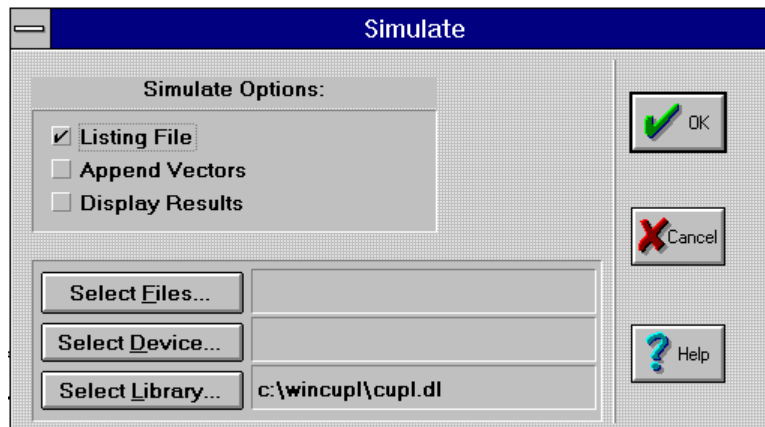 Simulate
Simulate Options:
Listing File
Append Vectors
Display Results
OK
Cancel
Select Files...
Select Device...
Select Library... c:\wincupl\cupl.dl
Help